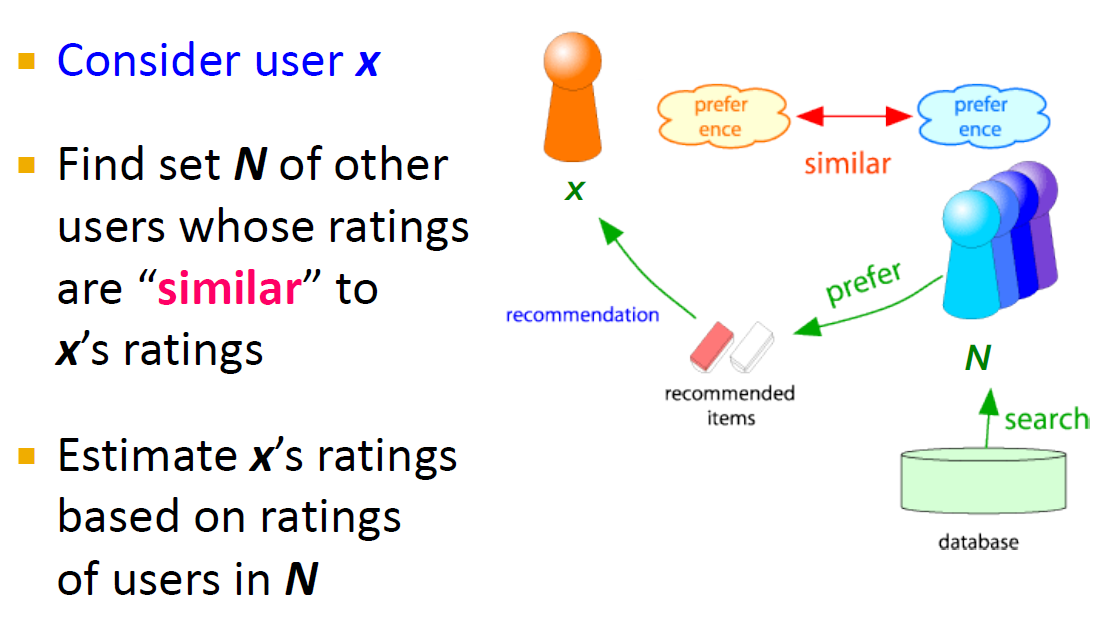 Consider user x
Find set N of other
users whose ratings
are “similar” to
x’s ratings
Estimate x’s ratings
based on ratings
of users in N
prefer
ence
prefer
ence
similar
x
prefer
recommendation
N
recommended
items
search
database